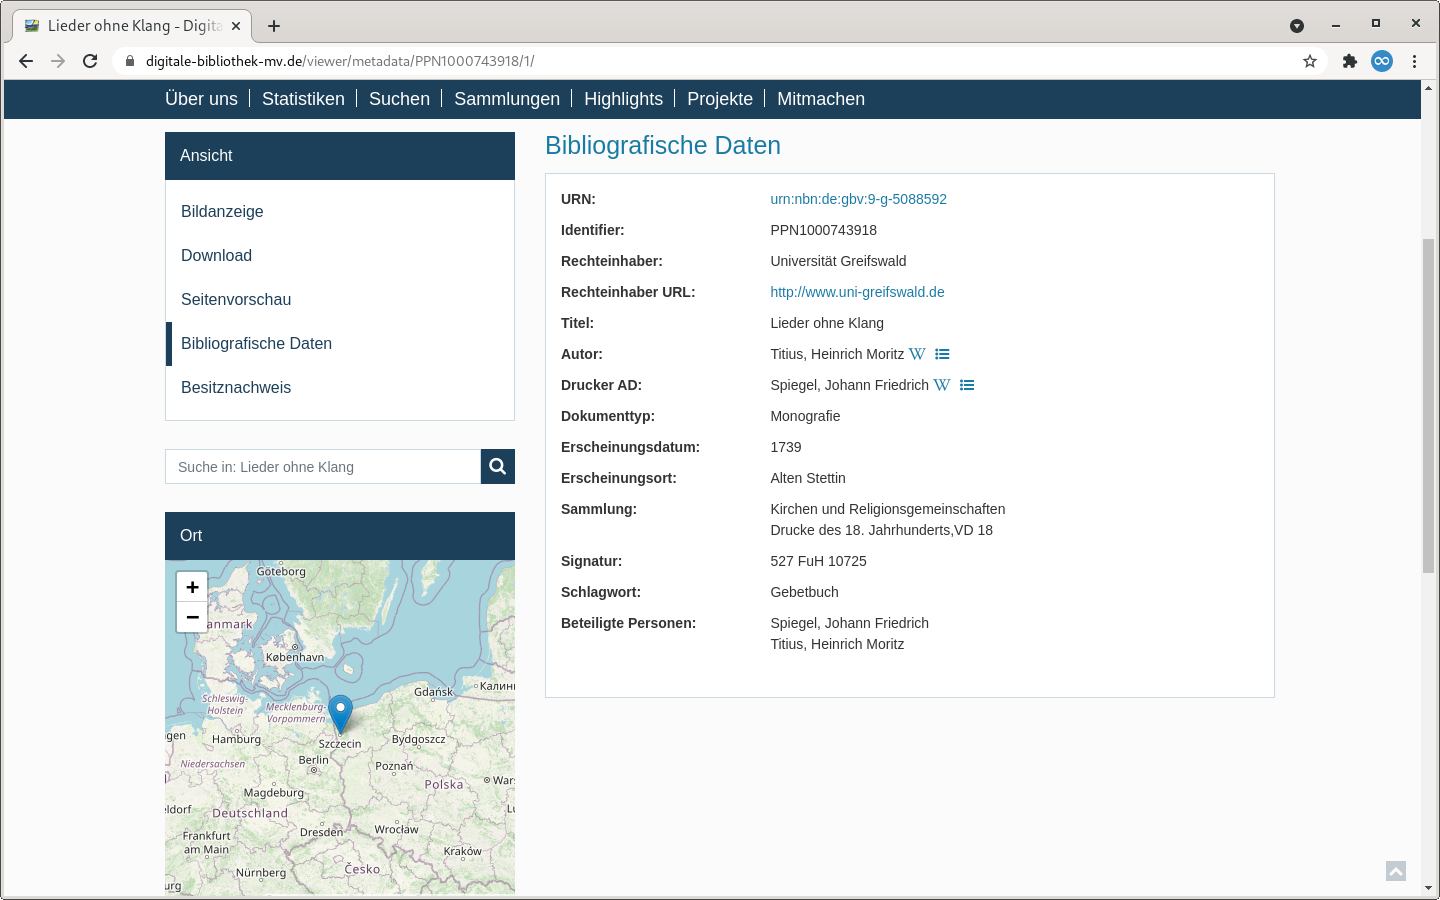 Lieder ohne Klang - Digita
digitale-bibliothek-mv.de/viewer/metadata/PPN1000743918/1/
Über uns Statistiken Suchen Sammlungen Highlights Projekte Mitmachen
Ansicht
Bildanzeige
Download
Seitenvorschau
Bibliografische Daten
Besitznachweis
Suche in: Lieder ohne Klang
Ort
+
−
Göteborg
anmark
København
Schleswig-
Holstein
Mecklenburg-
Vorpommern
Gdańsk
Калини
gen
Hamburg
Szczecin
Bydgoszcz
Niedersachsen
Berlin
Poznań
Wars
Magdeburg
Polska
ldorf
Deutschland
Lu
Dresden
Wrocław
Frankfurt
am Main
Kraków
Nürnberg
Česko
urg
Bibliografische Daten
URN: urn:nbn:de:gbv:9-g-5088592
Identifier: PPN1000743918
Rechteinhaber: Universität Greifswald
Rechteinhaber URL: http://www.uni-greifswald.de
Titel: Lieder ohne Klang
Autor: Titius, Heinrich Moritz W
Drucker AD: Spiegel, Johann Friedrich W
Dokumenttyp: Monografie
Erscheinungsdatum: 1739
Erscheinungsort: Alten Stettin
Sammlung: Kirchen und Religionsgemeinschaften
Drucke des 18. Jahrhunderts,VD 18
Signatur: 527 FuH 10725
Schlagwort: Gebetbuch
Beteiligte Personen: Spiegel, Johann Friedrich
Titius, Heinrich Moritz